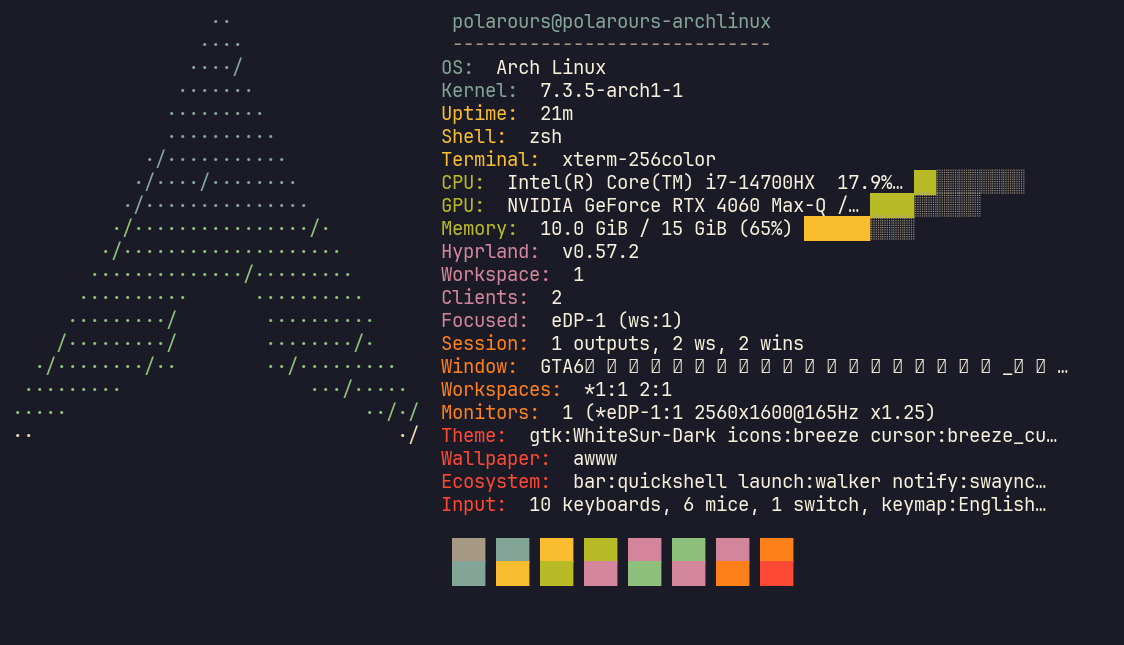 polarours@polarours-archlinux
-----------------------------
OS: Arch Linux
Kernel: 7.3.5-arch1-1
Uptime: 21m
Shell: zsh
Terminal: xterm-256color
CPU: Intel(R) Core(TM) i7-14700HX 17.9%…
GPU: NVIDIA GeForce RTX 4060 Max-Q /…
Memory: 10.0 GiB / 15 GiB (65%)
Hyprland: v0.57.2
Workspace: 1
Clients: 2
Focused: eDP-1 (ws:1)
Session: 1 outputs, 2 ws, 2 wins
Window: GTA6 _ …
Workspaces: *1:1 2:1
Monitors: 1 (*eDP-1:1 2560x1600@165Hz x1.25)
Theme: gtk:WhiteSur-Dark icons:breeze cursor:breeze_cu…
Wallpaper: awww
Ecosystem: bar:quickshell launch:walker notify:swaync…
Input: 10 keyboards, 6 mice, 1 switch, keymap:English…